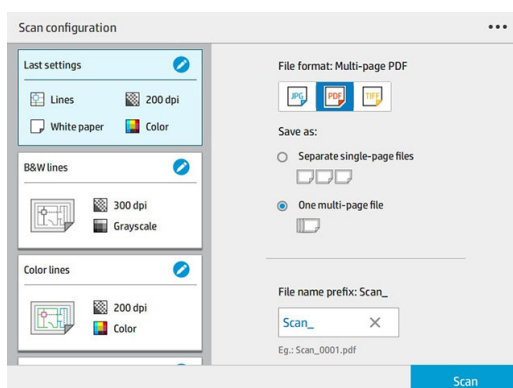 Scan configuration
Last settings
Lines
200 dpi
White paper
Color
B&W lines
300 dpi
Grayscale
Color lines
200 dpi
Color
File format: Multi-page PDF
JPG
PDF
TIFF
Save as:
Separate single-page files
One multi-page file
File name prefix: Scan_
Scan_
Eg.: Scan_0001.pdf
Scan